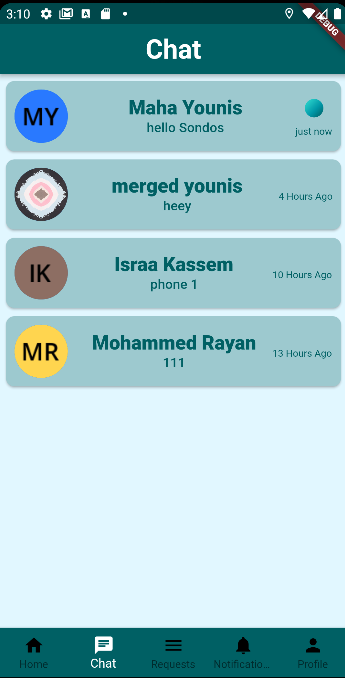 3:10
DEBUG
Chat
MY
Maha Younis
hello Sondos
just now
merged younis
heey
4 Hours Ago
IK
Israa Kassem
phone 1
10 Hours Ago
MR
Mohammed Rayan
111
13 Hours Ago
Home
Chat
Requests
Notificatio...
Profile